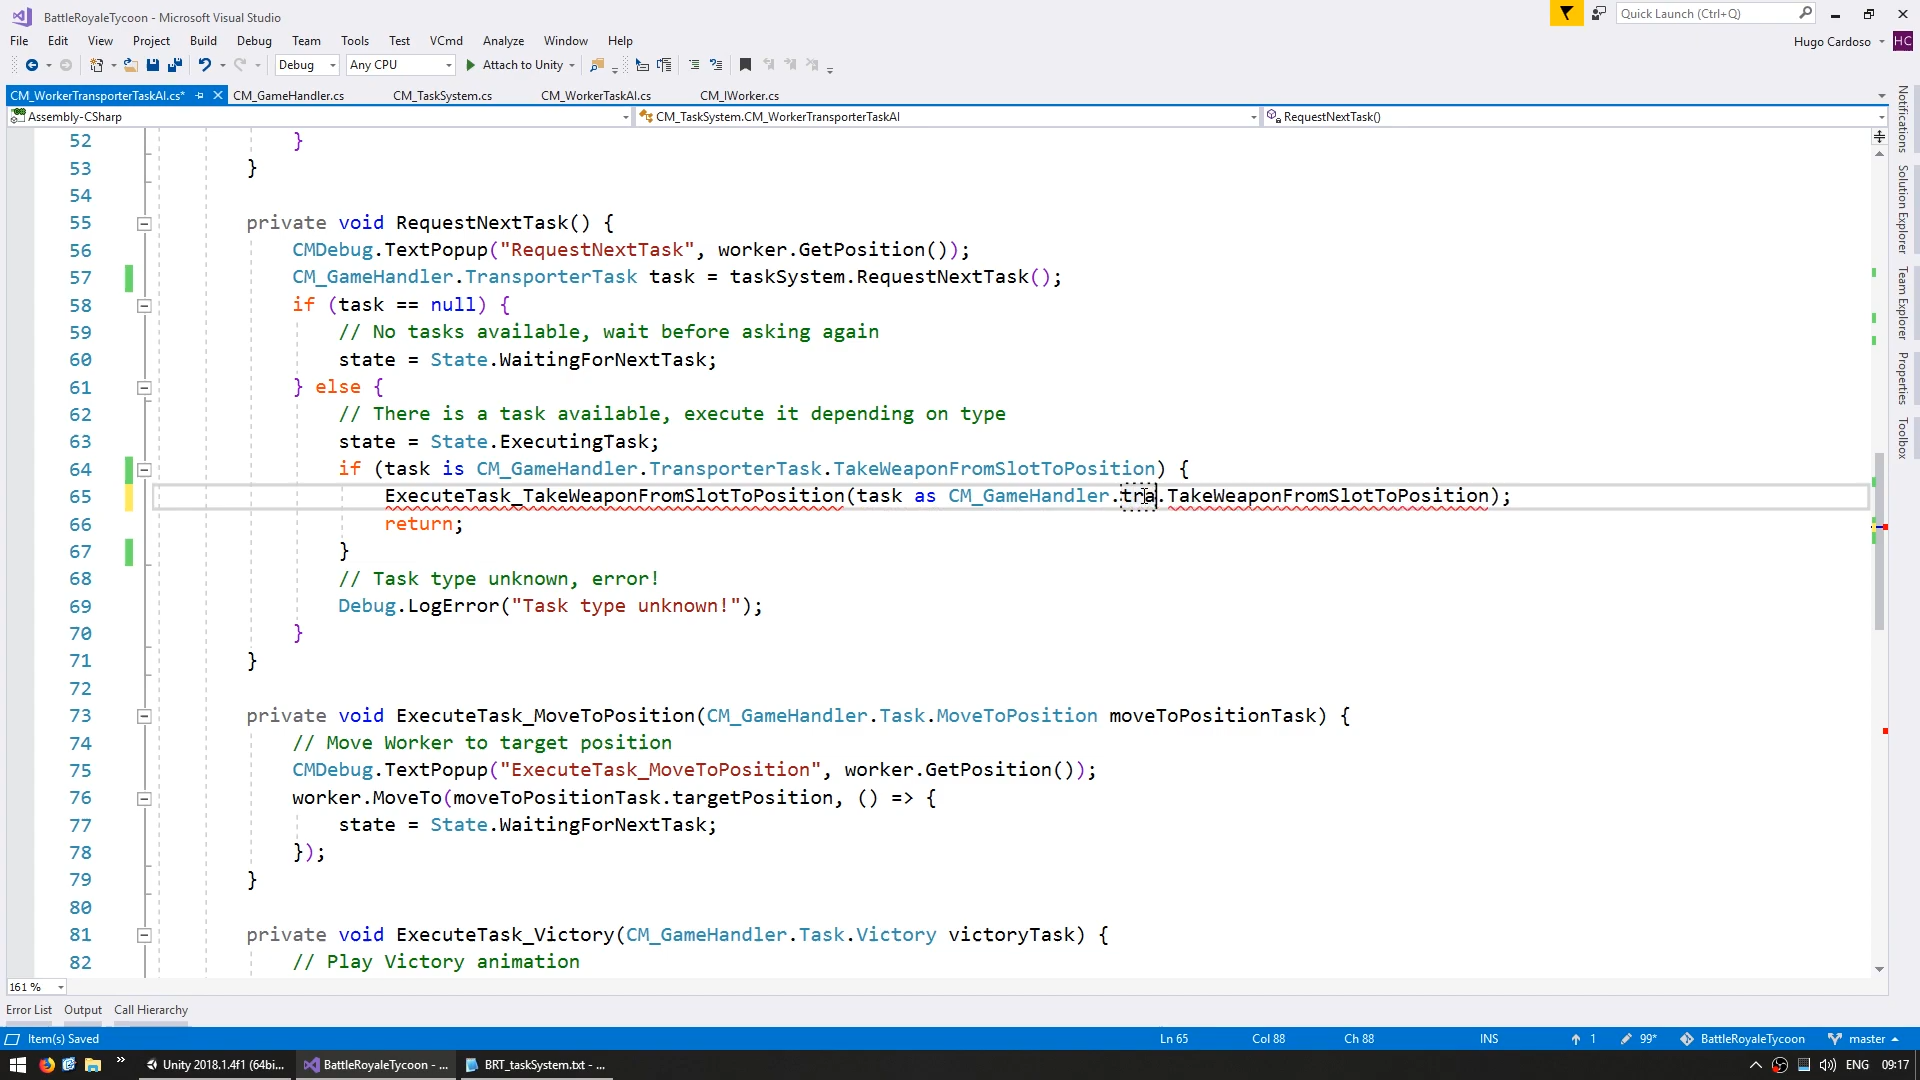 BattleRoyaleTycoon - Microsoft Visual Studio
Quick Launch (Ctrl+Q)
File Edit View Project Build Debug Team Tools Test VCmd Analyze Window Help
Hugo Cardoso HC
Debug Any CPU Attach to Unity
CM_WorkerTransporterTaskAI.cs* CM_GameHandler.cs CM_TaskSystem.cs CM_WorkerTaskAI.cs CM_IWorker.cs
Assembly-CSharp CM_TaskSystem.CM_WorkerTransporterTaskAI RequestNextTask()
52 }
53 }
54
55 private void RequestNextTask() {
56 CMDebug.TextPopup("RequestNextTask", worker.GetPosition());
57 CM_GameHandler.TransporterTask task = taskSystem.RequestNextTask();
58 if (task == null) {
59 // No tasks available, wait before asking again
60 state = State.WaitingForNextTask;
61 } else {
62 // There is a task available, execute it depending on type
63 state = State.ExecutingTask;
64 if (task is CM_GameHandler.TransporterTask.TakeWeaponFromSlotToPosition) {
65 ExecuteTask_TakeWeaponFromSlotToPosition(task as CM_GameHandler.tra.TakeWeaponFromSlotToPosition);
66 return;
67 }
68 // Task type unknown, error!
69 Debug.LogError("Task type unknown!");
70 }
71 }
72
73 private void ExecuteTask_MoveToPosition(CM_GameHandler.Task.MoveToPosition moveToPositionTask) {
74 // Move Worker to target position
75 CMDebug.TextPopup("ExecuteTask_MoveToPosition", worker.GetPosition());
76 worker.MoveTo(moveToPositionTask.targetPosition, () => {
77 state = State.WaitingForNextTask;
78 });
79 }
80
81 private void ExecuteTask_Victory(CM_GameHandler.Task.Victory victoryTask) {
82 // Play Victory animation
161 %
Error List Output Call Hierarchy
Item(s) Saved Ln 65 Col 88 Ch 88 INS 1 99* BattleRoyaleTycoon master
Unity 2018.1.4f1 (64bi... BattleRoyaleTycoon - ... BRT_taskSystem.txt - ... ENG 09:17
Notifications
Solution Explorer
Team Explorer
Properties
Toolbox